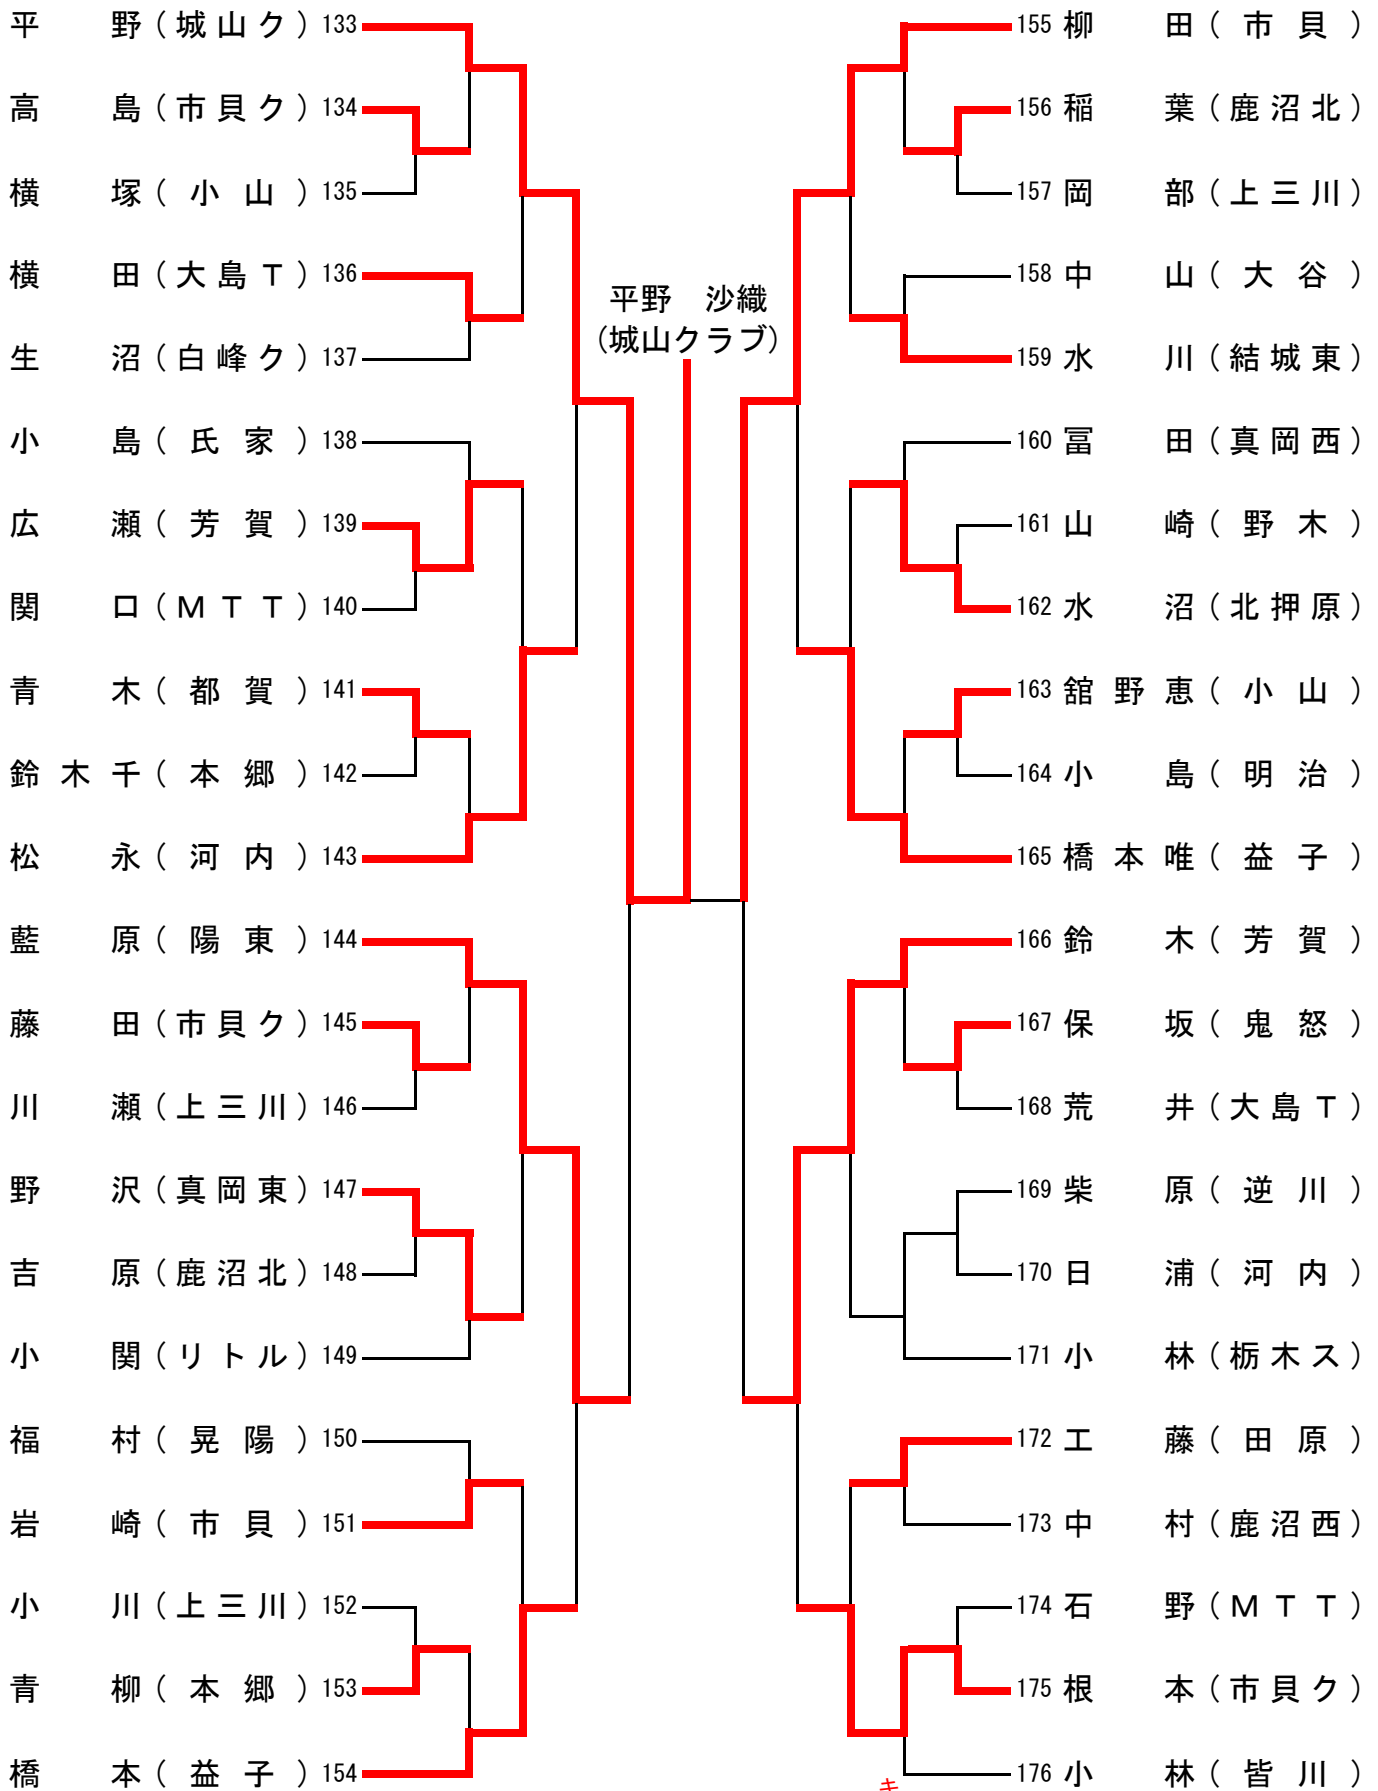 平野（城山ク）133
高島（市貝ク）134
横塚（小山）135
横田（大島Ｔ）136
生沼（白峰ク）137
小島（氏家）138
広瀬（芳賀）139
関口（ＭＴＴ）140
青木（都賀）141
鈴木千（本郷）142
松永（河内）143
藍原（陽東）144
藤田（市貝ク）145
川瀬（上三川）146
野沢（真岡東）147
吉原（鹿沼北）148
小関（リトル）149
福村（晃陽）150
岩崎（市貝）151
小川（上三川）152
青柳（本郷）153
橋本（益子）154
平野　沙織
（城山クラブ）
155 柳田（市貝）
156 稲葉（鹿沼北）
157 岡部（上三川）
158 中山（大谷）
159 水川（結城東）
160 冨田（真岡西）
161 山崎（野木）
162 水沼（北押原）
163 舘野恵（小山）
164 小島（明治）
165 橋本唯（益子）
166 鈴木（芳賀）
167 保坂（鬼怒）
168 荒井（大島Ｔ）
169 柴原（逆川）
170 日浦（河内）
171 小林（栃木ス）
172 工藤（田原）
173 中村（鹿沼西）
174 石野（ＭＴＴ）
175 根本（市貝ク）
176 小林（皆川）
キ